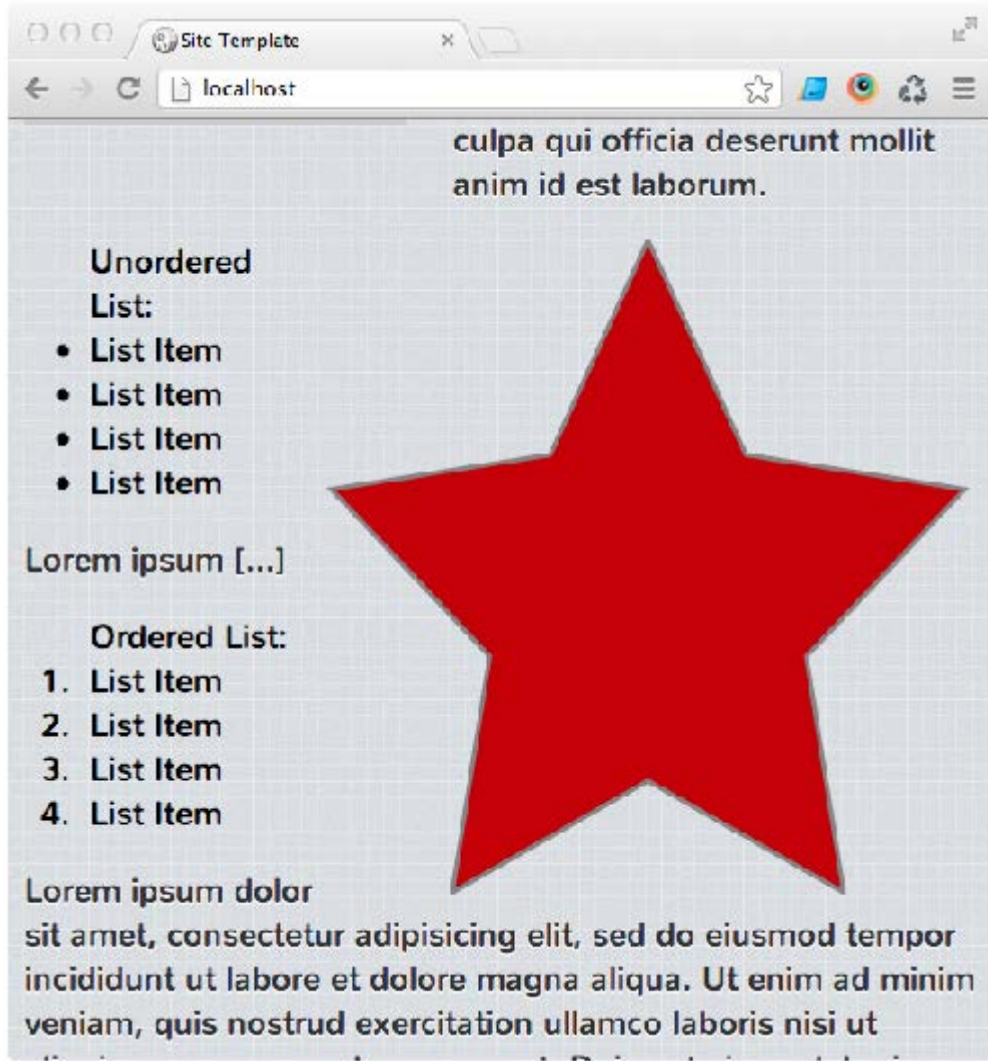 Site Template
localhost
culpa qui officia deserunt mollit
anim id est laborum.
Unordered
List:
• List Item
• List Item
• List Item
• List Item
Lorem ipsum [...]
Ordered List:
1. List Item
2. List Item
3. List Item
4. List Item
Lorem ipsum dolor
sit amet, consectetur adipisicing elit, sed do eiusmod tempor
incididunt ut labore et dolore magna aliqua. Ut enim ad minim
veniam, quis nostrud exercitation ullamco laboris nisi ut